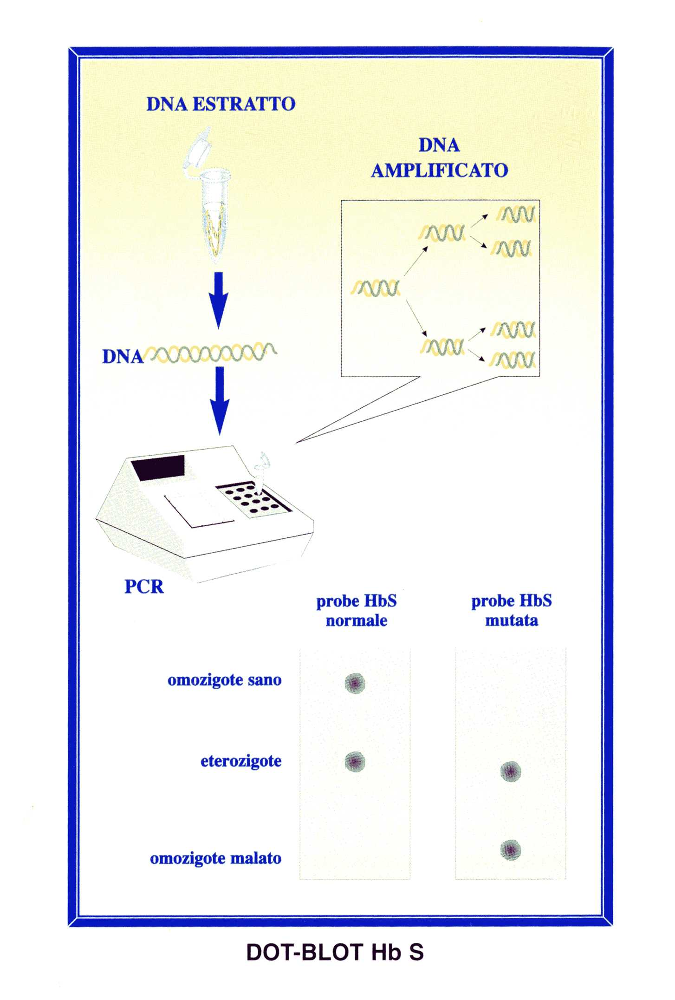 DNA ESTRATTO
DNA
AMPLIFICATO
DNA
PCR
probe HbS
normale
probe HbS
mutata
omozigote sano
eterozigote
omozigote malato
DOT-BLOT Hb S